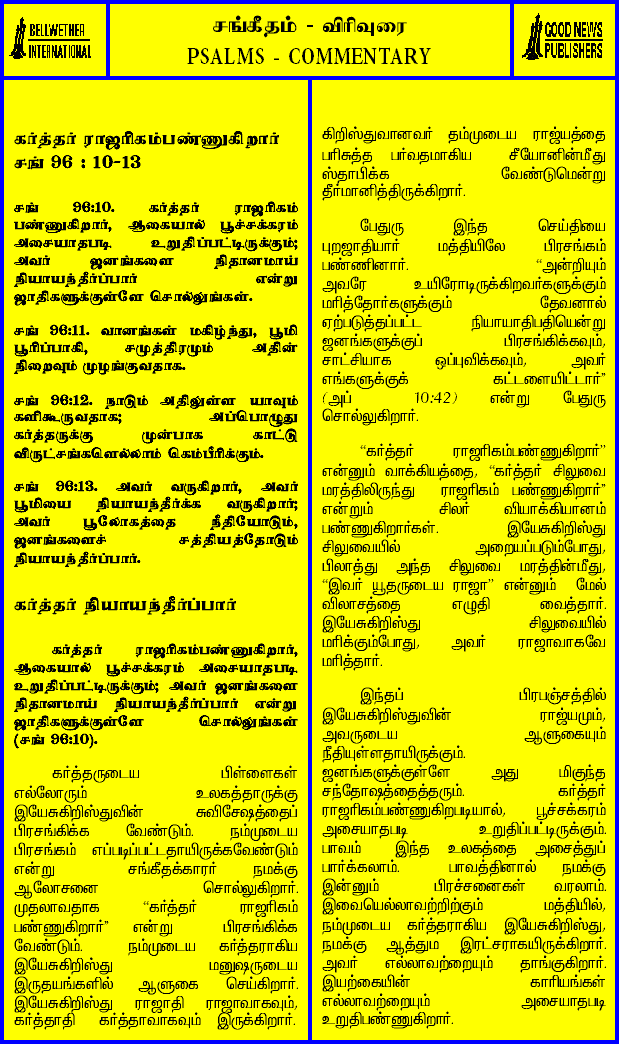 BELLWETHER
INTERNATIONAL
சங்கீதம் - விரிவுரை
PSALMS - COMMENTARY
GOOD NEWS
PUBLISHERS
கர்த்தர் ராஜரிகம்பண்ணுகிறார்
சங் 96 : 10-13
சங் 96:10. கர்த்தர் ராஜரிகம்
பண்ணுகிறார், ஆகையால் பூச்சக்கரம்
அசையாதபடி உறுதிப்பட்டிருக்கும்;
அவர் ஜனங்களை நிதானமாய்
நியாயந்தீர்ப்பார் என்று
ஜாதிகளுக்குள்ளே சொல்லுங்கள்.
சங் 96:11. வானங்கள் மகிழ்ந்து, பூமி
பூரிப்பாகி, சமுத்திரமும் அதின்
நிறைவும் முழங்குவதாக.
சங் 96:12. நாடும் அதிலுள்ள யாவும்
களிகூருவதாக; அப்பொழுது
கர்த்தருக்கு முன்பாக காட்டு
விருட்சங்களெல்லாம் கெம்பீரிக்கும்.
சங் 96:13. அவர் வருகிறார், அவர்
பூமியை நியாயந்தீர்க்க வருகிறார்;
அவர் பூலோகத்தை நீதியோடும்,
ஜனங்களைச் சத்தியத்தோடும்
நியாயந்தீர்ப்பார்.
கர்த்தர் நியாயந்தீர்ப்பார்
கர்த்தர் ராஜரிகம்பண்ணுகிறார்,
ஆகையால் பூச்சக்கரம் அசையாதபடி
உறுதிப்பட்டிருக்கும்; அவர் ஜனங்களை
நிதானமாய் நியாயந்தீர்ப்பார் என்று
ஜாதிகளுக்குள்ளே சொல்லுங்கள்
(சங் 96:10).
கர்த்தருடைய பிள்ளைகள்
எல்லோரும் உலகத்தாருக்கு
இயேசுகிறிஸ்துவின் சுவிசேஷத்தைப்
பிரசங்கிக்க வேண்டும். நம்முடைய
பிரசங்கம் எப்படிப்பட்டதாயிருக்கவேண்டும்
என்று சங்கீதக்காரர் நமக்கு
ஆலோசனை சொல்லுகிறார்.
முதலாவதாக “கர்த்தர் ராஜரிகம்
பண்ணுகிறார்” என்று பிரசங்கிக்க
வேண்டும். நம்முடைய கர்த்தராகிய
இயேசுகிறிஸ்து மனுஷருடைய
இருதயங்களில் ஆளுகை செய்கிறார்.
இயேசுகிறிஸ்து ராஜாதி ராஜாவாகவும்,
கர்த்தாதி கர்த்தாவாகவும் இருக்கிறார்.
கிறிஸ்துவானவர் தம்முடைய ராஜ்யத்தை
பரிசுத்த பர்வதமாகிய சீயோனின்மீது
ஸ்தாபிக்க வேண்டுமென்று
தீர்மானித்திருக்கிறார்.
பேதுரு இந்த செய்தியை
புறஜாதியார் மத்தியிலே பிரசங்கம்
பண்ணினார். “அன்றியும்
அவரே உயிரோடிருக்கிறவர்களுக்கும்
மரித்தோர்களுக்கும் தேவனால்
ஏற்படுத்தப்பட்ட நியாயாதிபதியென்று
ஜனங்களுக்குப் பிரசங்கிக்கவும்,
சாட்சியாக ஒப்புவிக்கவும், அவர்
எங்களுக்குக் கட்டளையிட்டார்”
(அப் 10:42) என்று பேதுரு
சொல்லுகிறார்.
“கர்த்தர் ராஜரிகம்பண்ணுகிறார்”
என்னும் வாக்கியத்தை, “கர்த்தர் சிலுவை
மரத்திலிருந்து ராஜரிகம் பண்ணுகிறார்”
என்றும் சிலர் வியாக்கியானம்
பண்ணுகிறார்கள். இயேசுகிறிஸ்து
சிலுவையில் அறையப்படும்போது,
பிலாத்து அந்த சிலுவை மரத்தின்மீது,
“இவர் யூதருடைய ராஜா” என்னும் மேல்
விலாசத்தை எழுதி வைத்தார்.
இயேசுகிறிஸ்து சிலுவையில்
மரிக்கும்போது, அவர் ராஜாவாகவே
மரித்தார்.
இந்தப் பிரபஞ்சத்தில்
இயேசுகிறிஸ்துவின் ராஜ்யமும்,
அவருடைய ஆளுகையும்
நீதியுள்ளதாயிருக்கும்.
ஜனங்களுக்குள்ளே அது மிகுந்த
சந்தோஷத்தைத்தரும். கர்த்தர்
ராஜரிகம்பண்ணுகிறபடியால், பூச்சக்கரம்
அசையாதபடி உறுதிப்பட்டிருக்கும்.
பாவம் இந்த உலகத்தை அசைத்துப்
பார்க்கலாம். பாவத்தினால் நமக்கு
இன்னும் பிரச்சனைகள் வரலாம்.
இவையெல்லாவற்றிற்கும் மத்தியில்,
நம்முடைய கர்த்தராகிய இயேசுகிறிஸ்து,
நமக்கு ஆத்தும இரட்சராகயிருக்கிறார்.
அவர் எல்லாவற்றையும் தாங்குகிறார்.
இயற்கையின் காரியங்கள்
எல்லாவற்றையும் அசையாதபடி
உறுதிபண்ணுகிறார்.